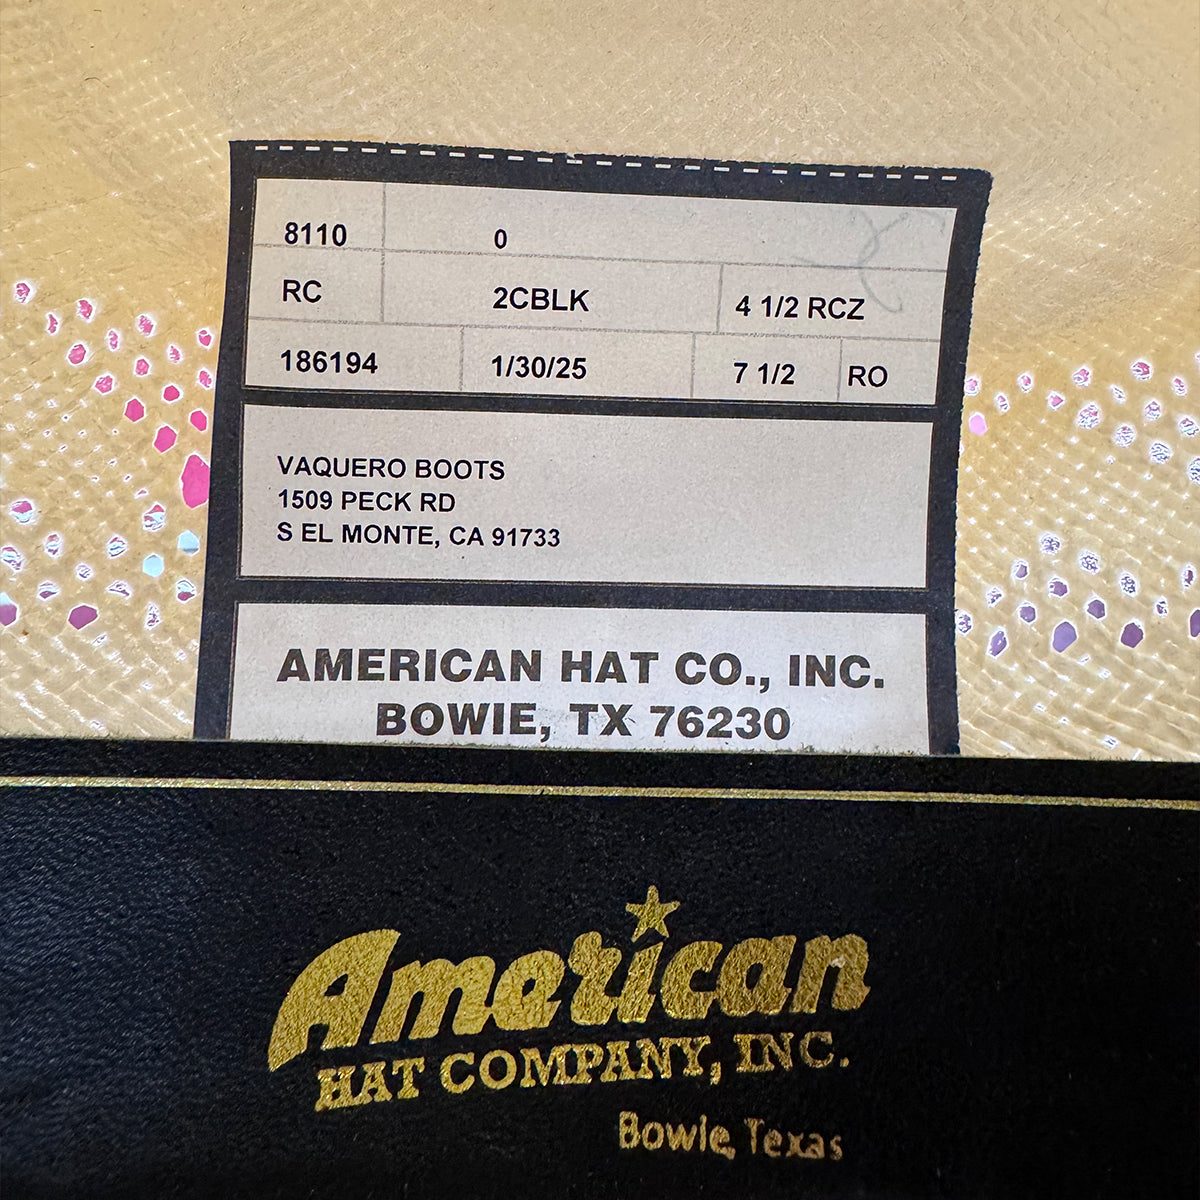 8110 0
RC 2CBLK 4 1/2 RCZ
186194 1/30/25 7 1/2 RO
VAQUERO BOOTS
1509 PECK RD
S EL MONTE, CA 91733
AMERICAN HAT CO., INC.
BOWIE, TX 76230
American
HAT COMPANY, INC.
Bowie, Texas